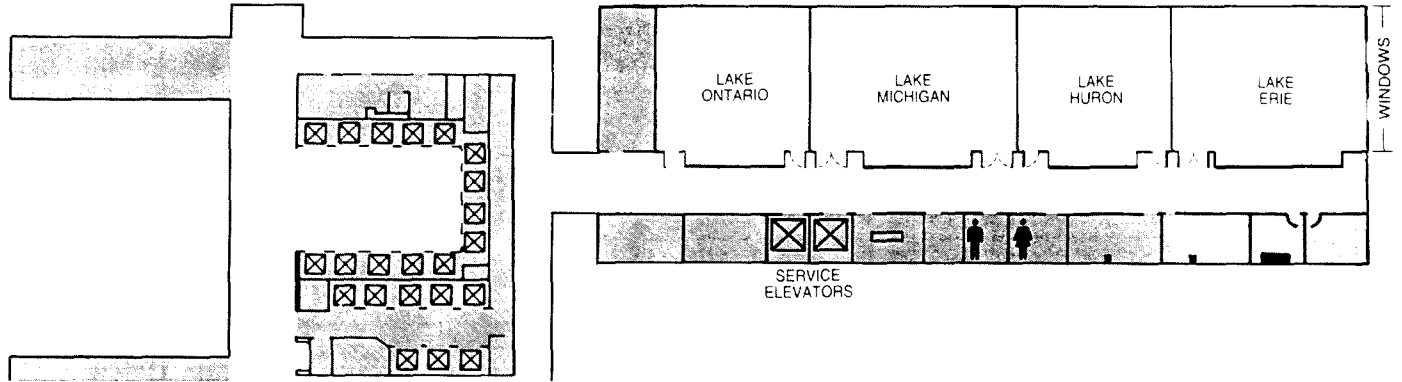 LAKE
ONTARIO
LAKE
MICHIGAN
LAKE
HURON
LAKE
ERIE
WINDOWS
SERVICE
ELEVATORS